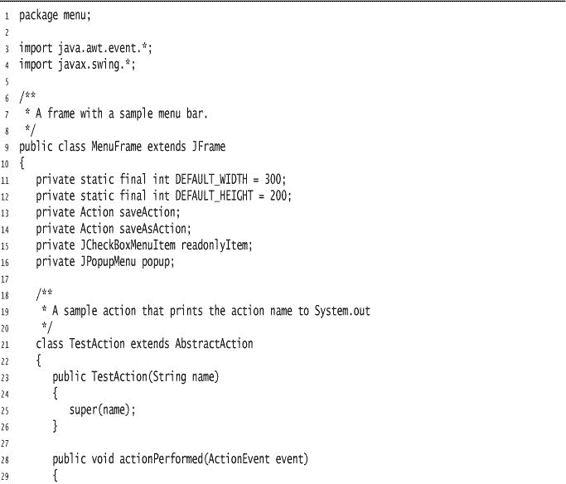 1 package menu;
2
3 import java.awt.event.*;
4 import javax.swing.*;
5
6 /**
7  * A frame with a sample menu bar.
8  */
9 public class MenuFrame extends JFrame
10 {
11    private static final int DEFAULT_WIDTH = 300;
12    private static final int DEFAULT_HEIGHT = 200;
13    private Action saveAction;
14    private Action saveAsAction;
15    private JCheckBoxMenuItem readonlyItem;
16    private JPopupMenu popup;
17
18    /**
19     * A sample action that prints the action name to System.out
20     */
21    class TestAction extends AbstractAction
22    {
23       public TestAction(String name)
24       {
25          super(name);
26       }
27
28       public void actionPerformed(ActionEvent event)
29       {